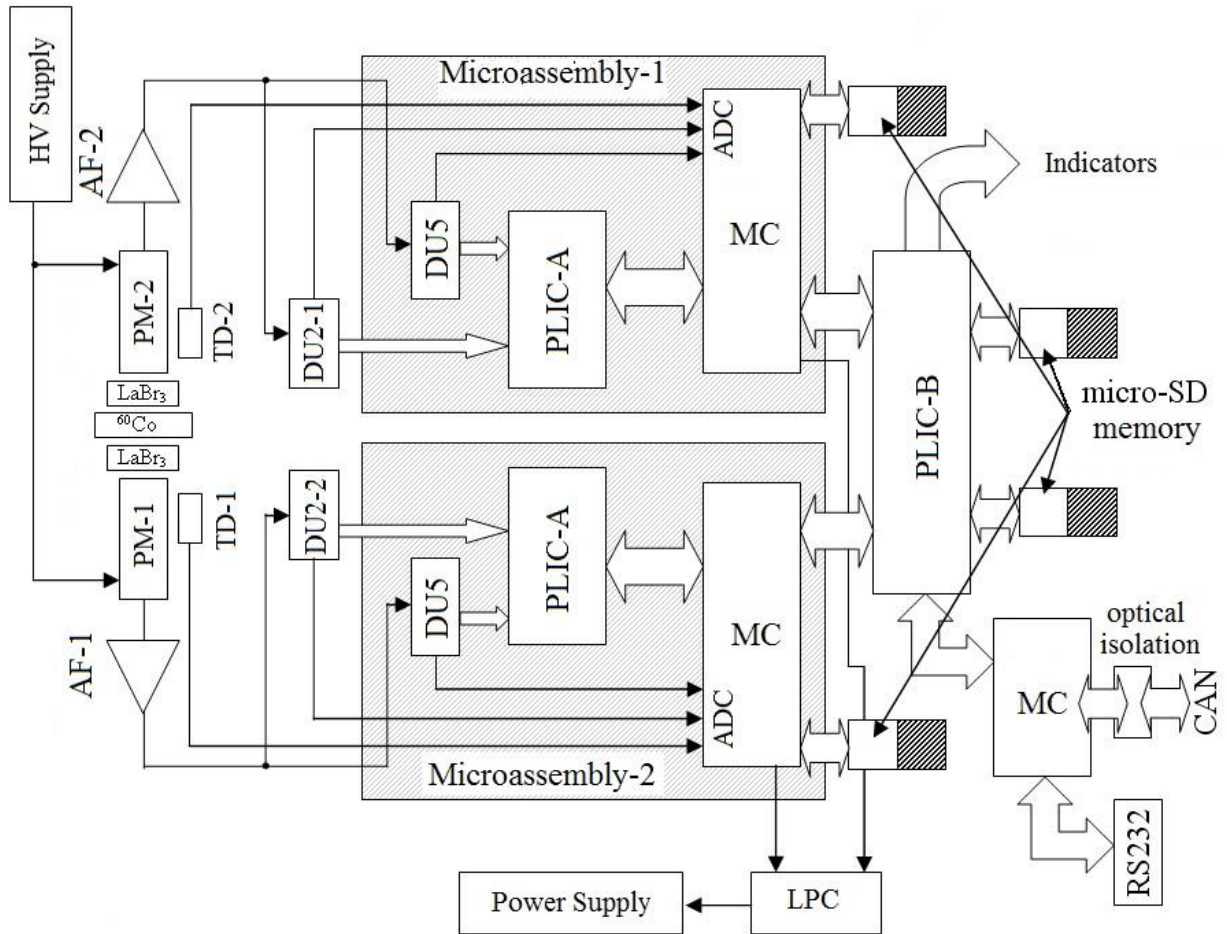 HV Supply
AF-2
PM-2
TD-2
LaBr₃
⁶⁰Co
LaBr₃
PM-1
TD-1
AF-1
Microassembly-1
DU2-1
DU5
PLIC-A
ADC
MC
DU2-2
DU5
PLIC-A
MC
ADC
Microassembly-2
Indicators
PLIC-B
micro-SD
memory
optical
isolation
MC
CAN
RS232
Power Supply
LPC